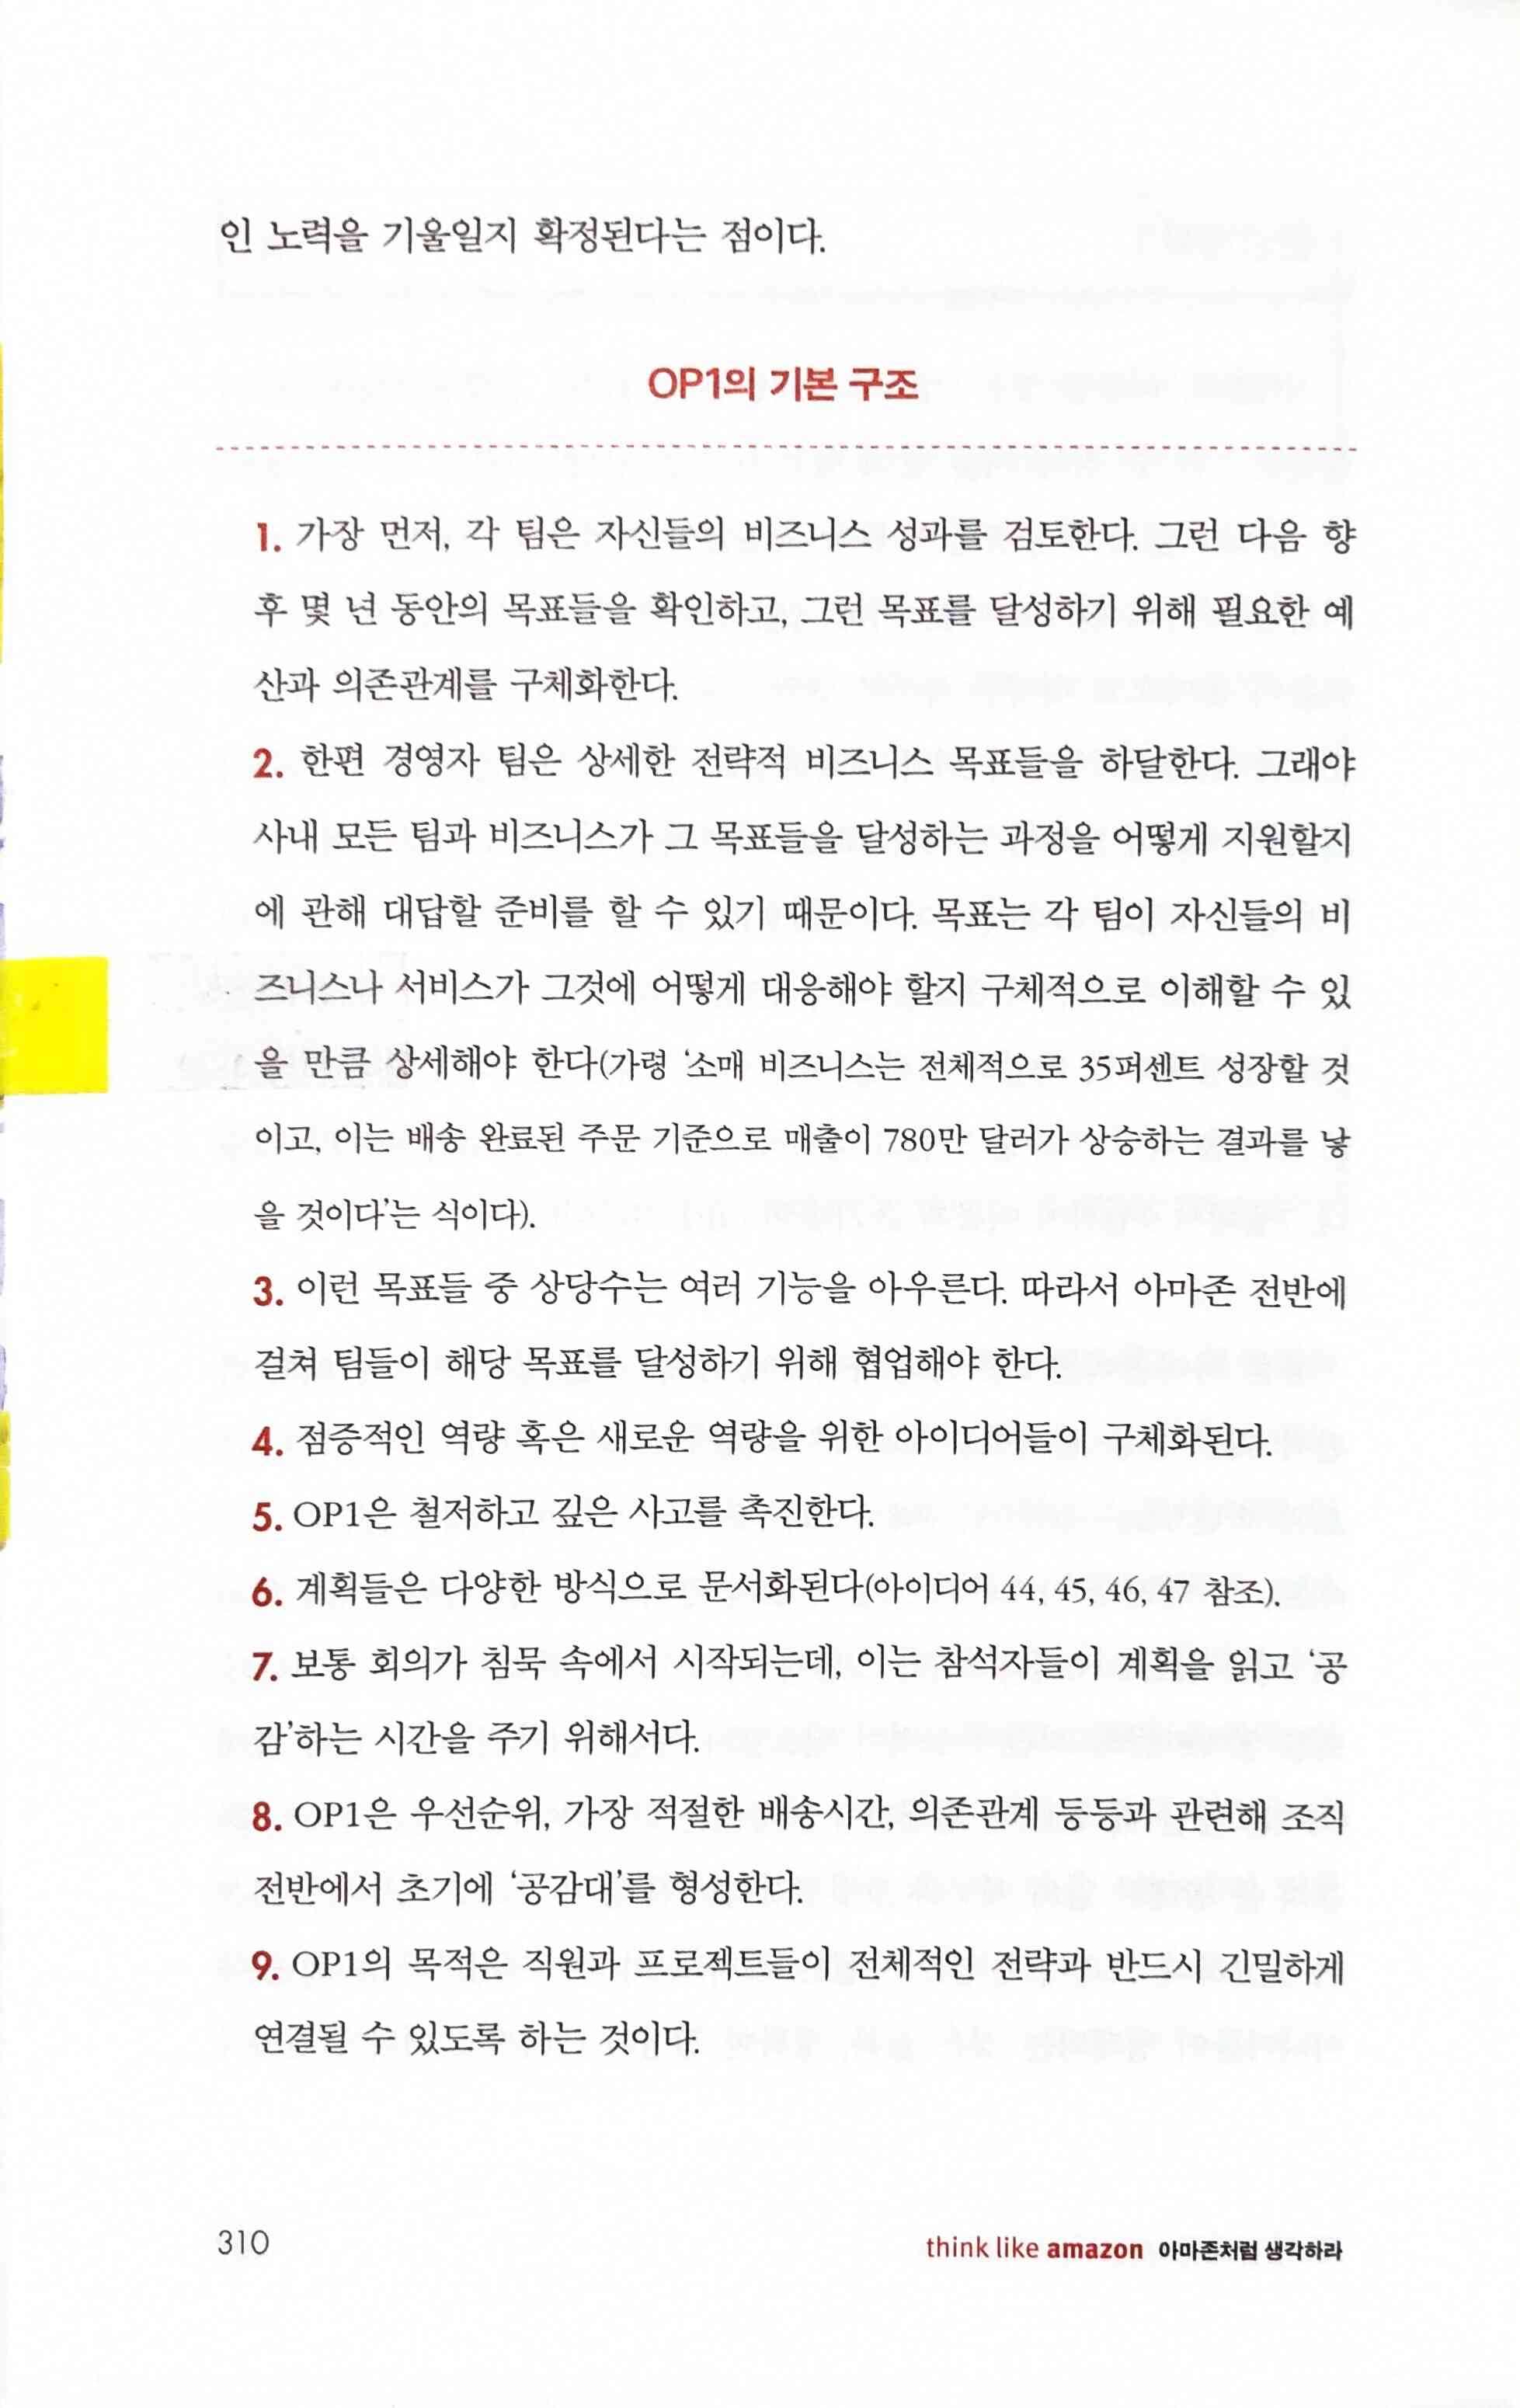 인 노력을 기울일지 확정된다는 점이다.
OP1의 기본 구조
1. 가장 먼저, 각 팀은 자신들의 비즈니스 성과를 검토한다. 그런 다음 향
후 몇 년 동안의 목표들을 확인하고, 그런 목표를 달성하기 위해 필요한 예
산과 의존관계를 구체화한다.
2. 한편 경영자 팀은 상세한 전략적 비즈니스 목표들을 하달한다. 그래야
사내 모든 팀과 비즈니스가 그 목표들을 달성하는 과정을 어떻게 지원할지
에 관해 대답할 준비를 할 수 있기 때문이다. 목표는 각 팀이 자신들의 비
즈니스나 서비스가 그것에 어떻게 대응해야 할지 구체적으로 이해할 수 있
을 만큼 상세해야 한다(가령 ‘소매 비즈니스는 전체적으로 35퍼센트 성장할 것
이고, 이는 배송 완료된 주문 기준으로 매출이 780만 달러가 상승하는 결과를 낳
을 것이다’는 식이다).
3. 이런 목표들 중 상당수는 여러 기능을 아우른다. 따라서 아마존 전반에
걸쳐 팀들이 해당 목표를 달성하기 위해 협업해야 한다.
4. 점증적인 역량 혹은 새로운 역량을 위한 아이디어들이 구체화된다.
5. OP1은 철저하고 깊은 사고를 촉진한다.
6. 계획들은 다양한 방식으로 문서화된다(아이디어 44, 45, 46, 47 참조).
7. 보통 회의가 침묵 속에서 시작되는데, 이는 참석자들이 계획을 읽고 ‘공
감’하는 시간을 주기 위해서다.
8. OP1은 우선순위, 가장 적절한 배송시간, 의존관계 등등과 관련해 조직
전반에서 초기에 ‘공감대’를 형성한다.
9. OP1의 목적은 직원과 프로젝트들이 전체적인 전략과 반드시 긴밀하게
연결될 수 있도록 하는 것이다.
310
think like amazon 아마존처럼 생각하라